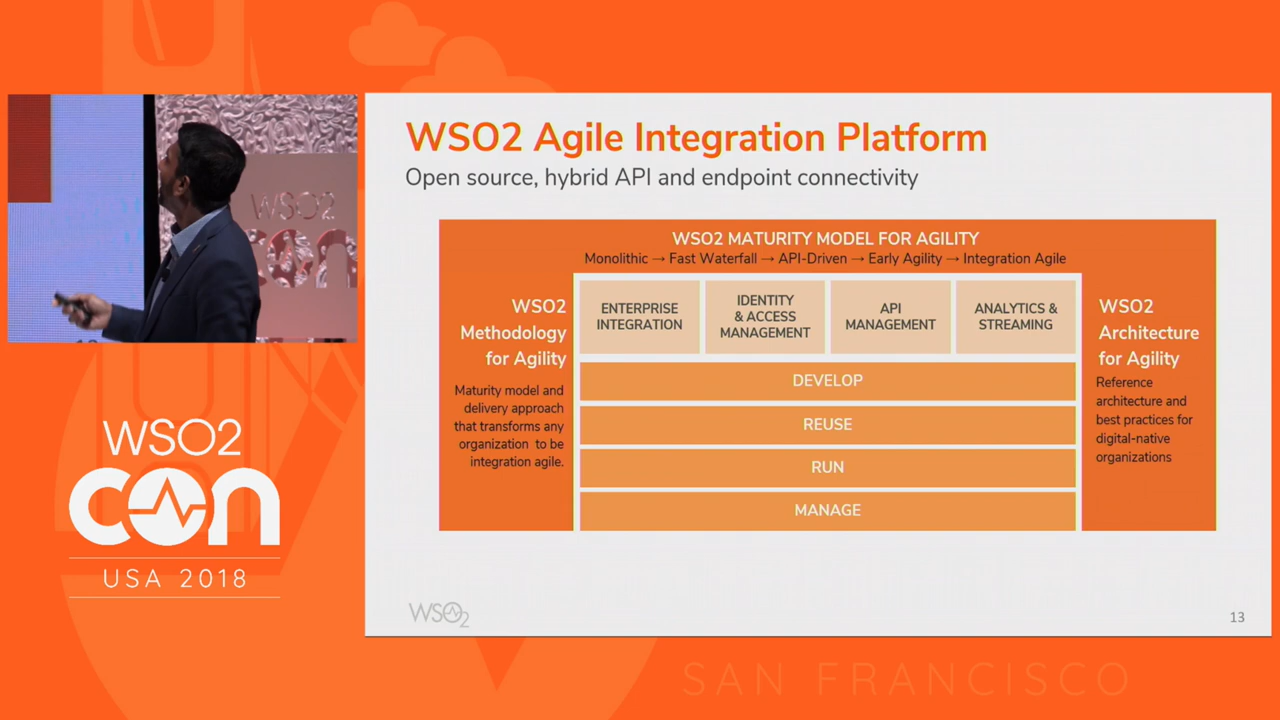 WSO2 Agile Integration Platform
Open source, hybrid API and endpoint connectivity
WSO2 MATURITY MODEL FOR AGILITY
Monolithic → Fast Waterfall → API-Driven → Early Agility → Integration Agile
WSO2
Methodology
for Agility
Maturity model and
delivery approach
that transforms any
organization to be
integration agile.
ENTERPRISE
INTEGRATION
IDENTITY
& ACCESS
MANAGEMENT
API
MANAGEMENT
ANALYTICS &
STREAMING
DEVELOP
REUSE
RUN
MANAGE
WSO2
Architecture
for Agility
Reference
architecture and
best practices for
digital-native
organizations
WSO2
13
WSO2
con
WSO2
con
USA 2018
SAN FRANCISCO